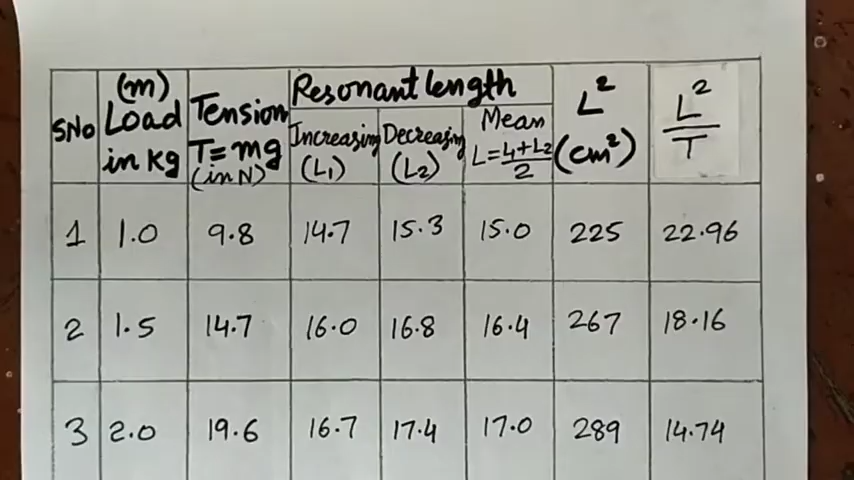 SNo (m) Load in kg Tension T=mg (in N) Resonant length L² (cm²) L²/T
Increasing (L₁) Decreasing (L₂) Mean L=L₁+L₂/2
1 1.0 9.8 14.7 15.3 15.0 225 22.96
2 1.5 14.7 16.0 16.8 16.4 267 18.16
3 2.0 19.6 16.7 17.4 17.0 289 14.74